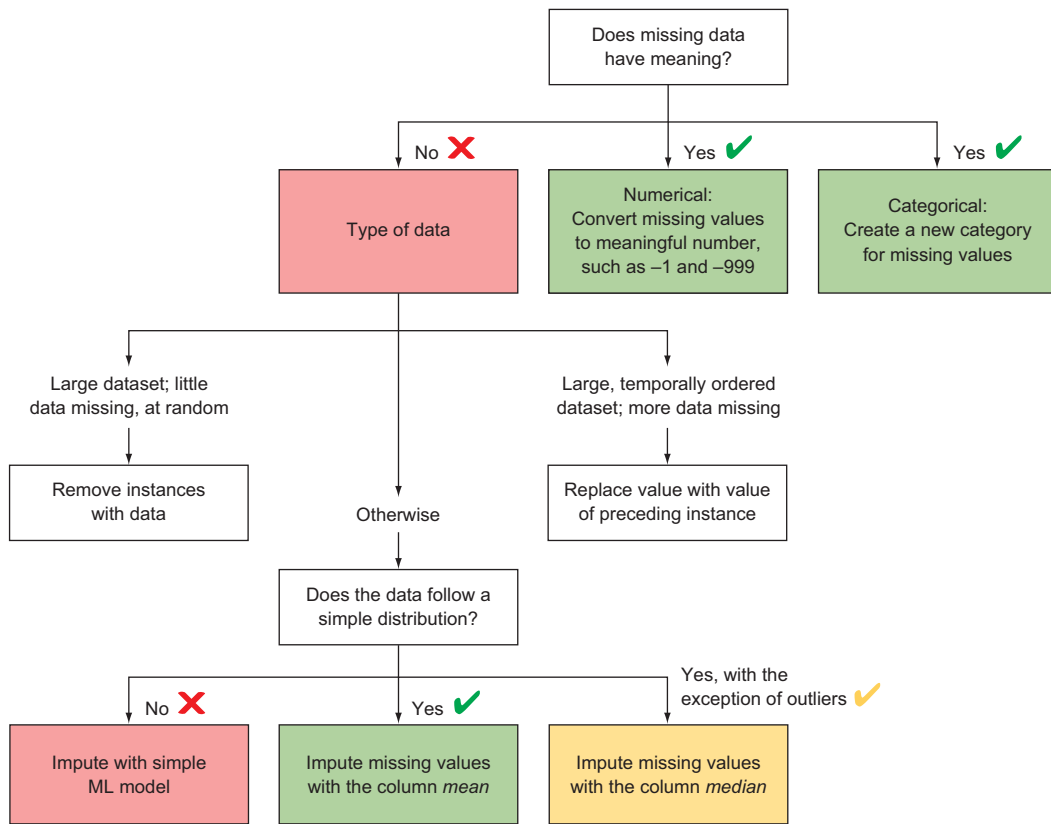 Does missing data
have meaning?
No
Yes
Yes
Type of data
Numerical:
Convert missing values
to meaningful number,
such as –1 and –999
Categorical:
Create a new category
for missing values
Large dataset; little
data missing, at random
Large, temporally ordered
dataset; more data missing
Remove instances
with data
Otherwise
Replace value with value
of preceding instance
Does the data follow a
simple distribution?
No
Yes
Yes, with the
exception of outliers
Impute with simple
ML model
Impute missing values
with the column mean
Impute missing values
with the column median